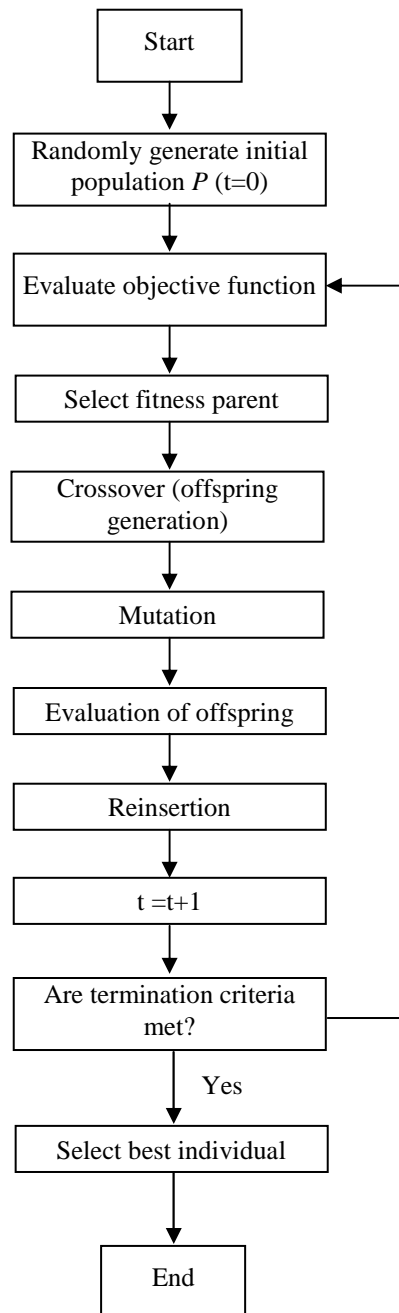 Start
Randomly generate initial
population P (t=0)
Evaluate objective function
Select fitness parent
Crossover (offspring
generation)
Mutation
Evaluation of offspring
Reinsertion
t =t+1
Are termination criteria
met?
Yes
Select best individual
End